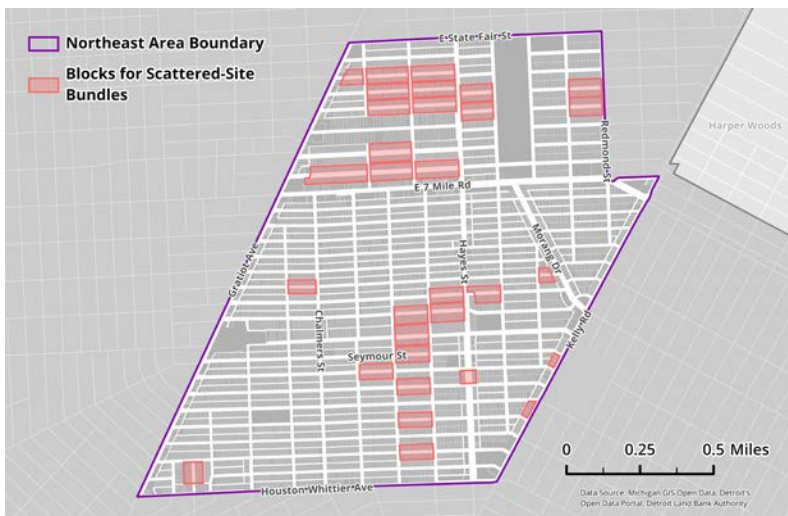 Northeast Area Boundary
Blocks for Scattered-Site
Bundles
E State Fair St
Harper Woods
Redmond St
E 7 Mile Rd
Morang Dr
Hayes St
Gratiot Ave
Chalmers St
Kelly Rd
Seymour St
Houston Whittier Ave
0 0.25 0.5 Miles
Data Source: Michigan GIS Open Data, Detroit's
Open Data Portal, Detroit Land Bank Authority